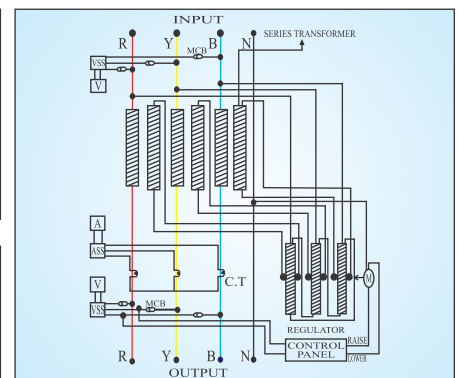 INPUT
R Y B N
SERIES TRANSFORMER
MCB
VSS
V
A
ASS
C.T
V
MCB
VSS
M
REGULATOR
CONTROL PANEL
RAISE
LOWER
R Y B N
OUTPUT